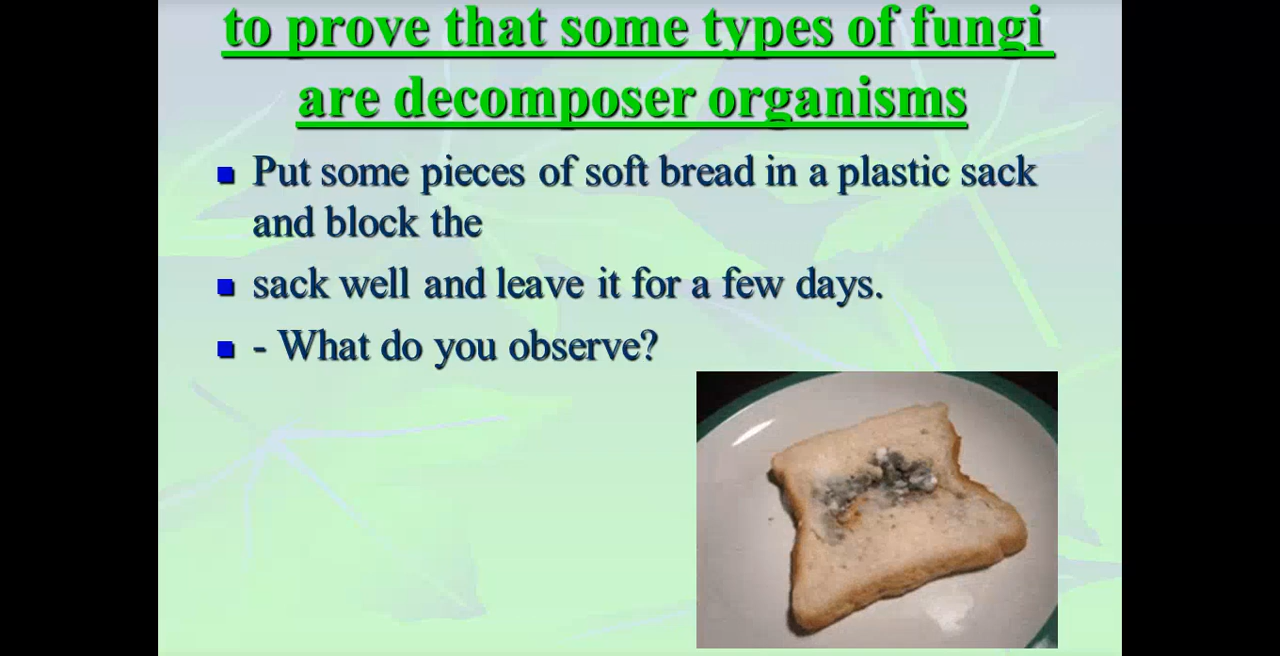 to prove that some types of fungi
are decomposer organisms
Put some pieces of soft bread in a plastic sack
and block the
sack well and leave it for a few days.
- What do you observe?